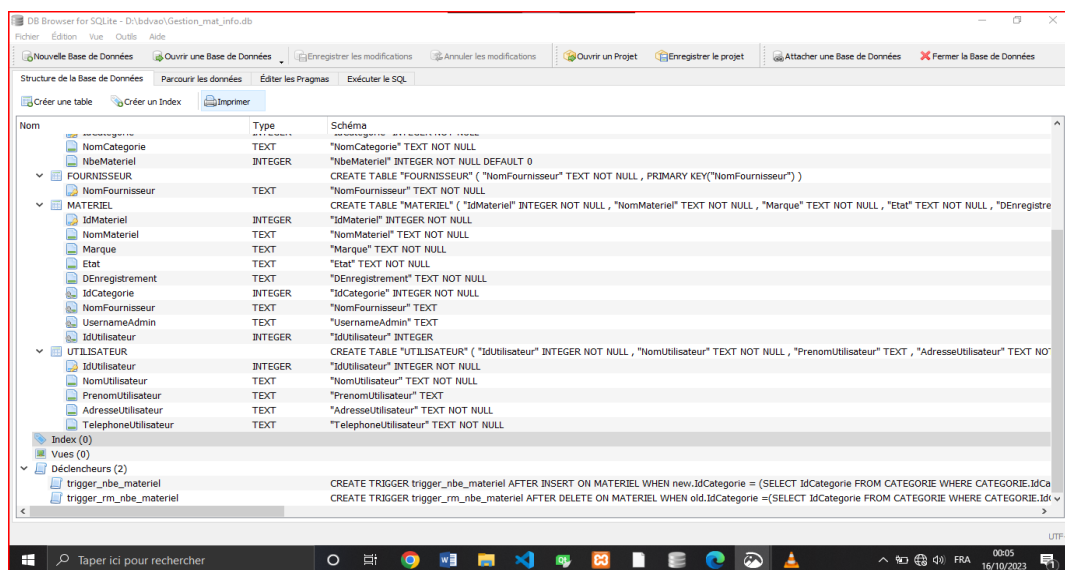 DB Browser for SQLite - D:\bdvao\Gestion_mat_info.db
Fichier Édition Vue Outils Aide
Nouvelle Base de Données Ouvrir une Base de Données Enregistrer les modifications Annuler les modifications Ouvrir un Projet Enregistrer le projet Attacher une Base de Données Fermer la Base de Données
Structure de la Base de Données Parcourir les données Éditer les Pragmas Exécuter le SQL
Créer une table Créer un Index Imprimer
Nom Type Schéma
NomCategorie TEXT "NomCategorie" TEXT NOT NULL
NbeMateriel INTEGER "NbeMateriel" INTEGER NOT NULL DEFAULT 0
FOURNISSEUR CREATE TABLE "FOURNISSEUR" ( "NomFournisseur" TEXT NOT NULL , PRIMARY KEY("NomFournisseur") )
NomFournisseur TEXT "NomFournisseur" TEXT NOT NULL
MATERIEL CREATE TABLE "MATERIEL" ( "IdMateriel" INTEGER NOT NULL , "NomMateriel" TEXT NOT NULL , "Marque" TEXT NOT NULL , "Etat" TEXT NOT NULL , "DEnregistre
IdMateriel INTEGER "IdMateriel" INTEGER NOT NULL
NomMateriel TEXT "NomMateriel" TEXT NOT NULL
Marque TEXT "Marque" TEXT NOT NULL
Etat TEXT "Etat" TEXT NOT NULL
DEnregistrement TEXT "DEnregistrement" TEXT NOT NULL
IdCategorie INTEGER "IdCategorie" INTEGER NOT NULL
NomFournisseur TEXT "NomFournisseur" TEXT
UsernameAdmin TEXT "UsernameAdmin" TEXT
IdUtilisateur INTEGER "IdUtilisateur" INTEGER
UTILISATEUR CREATE TABLE "UTILISATEUR" ( "IdUtilisateur" INTEGER NOT NULL , "NomUtilisateur" TEXT NOT NULL , "PrenomUtilisateur" TEXT , "AdresseUtilisateur" TEXT NOT
IdUtilisateur INTEGER "IdUtilisateur" INTEGER NOT NULL
NomUtilisateur TEXT "NomUtilisateur" TEXT NOT NULL
PrenomUtilisateur TEXT "PrenomUtilisateur" TEXT
AdresseUtilisateur TEXT "AdresseUtilisateur" TEXT NOT NULL
TelephoneUtilisateur TEXT "TelephoneUtilisateur" TEXT NOT NULL
Index (0)
Vues (0)
Déclencheurs (2)
trigger_nbe_materiel CREATE TRIGGER trigger_nbe_materiel AFTER INSERT ON MATERIEL WHEN new.IdCategorie = (SELECT IdCategorie FROM CATEGORIE WHERE CATEGORIE.IdCa
trigger_rm_nbe_materiel CREATE TRIGGER trigger_rm_nbe_materiel AFTER DELETE ON MATERIEL WHEN old.IdCategorie =(SELECT IdCategorie FROM CATEGORIE WHERE CATEGORIE.Id
UTF-
Taper ici pour rechercher FRA 00:05
16/10/2023